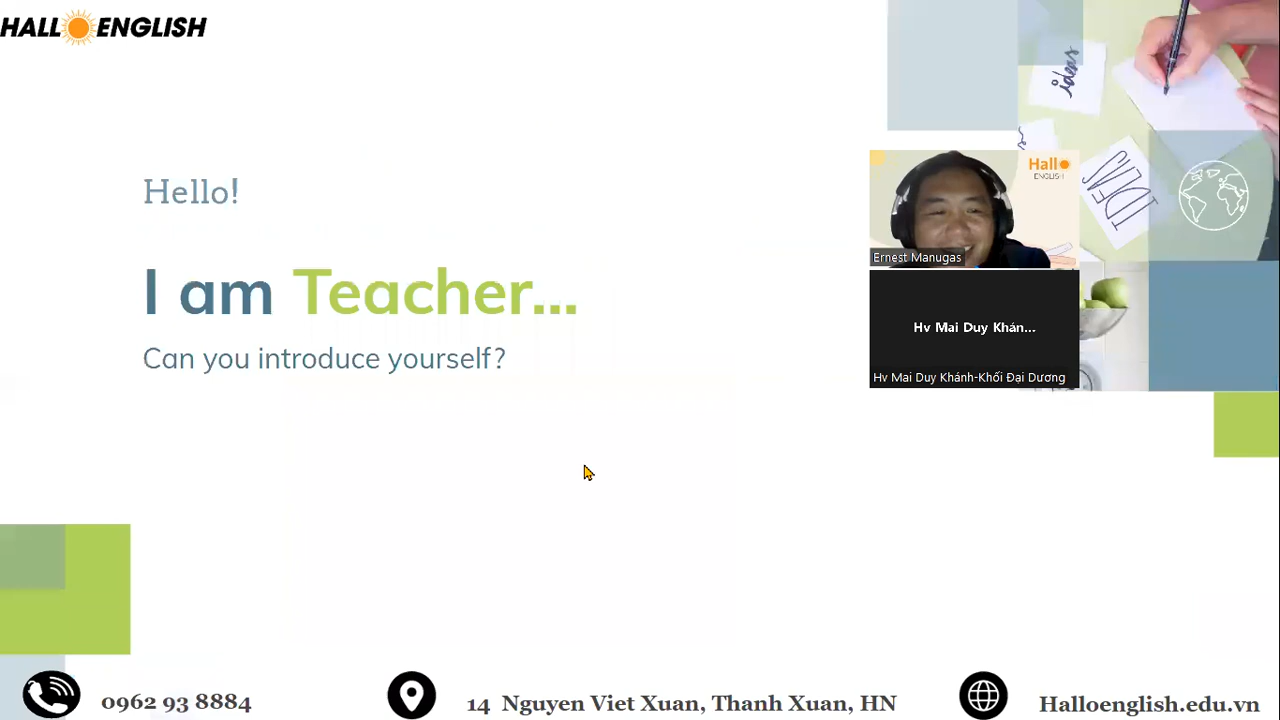 HALL ENGLISH
Hello!
I am Teacher...
Can you introduce yourself?
ideas
IDEAS
Hallo
ENGLISH
Ernest Manugas
Hv Mai Duy Khán...
Hv Mai Duy Khánh-Khối Đại Dương
0962 93 8884
14 Nguyen Viet Xuan, Thanh Xuan, HN
Halloenglish.edu.vn